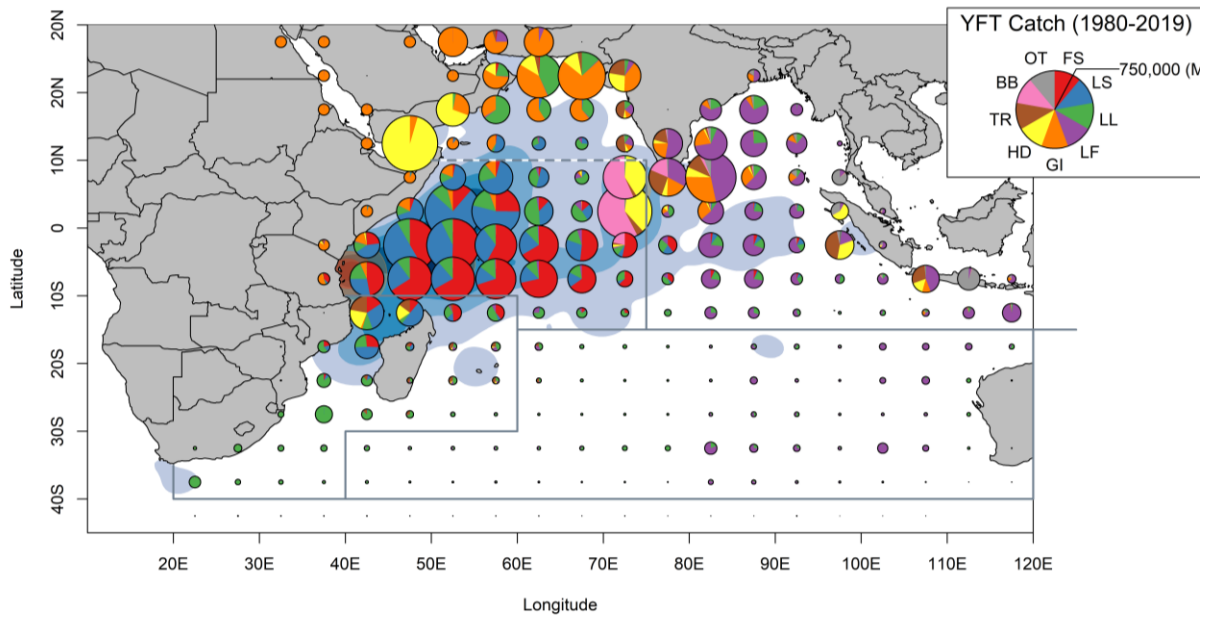 YFT Catch (1980-2019)
OT FS
750,000 (M
BB LS
TR LL
HD LF
GI
20N
20N
10N
0
10S
20S
30S
40S
Latitude
20E 30E 40E 50E 60E 70E 80E 90E 100E 110E 120E
Longitude